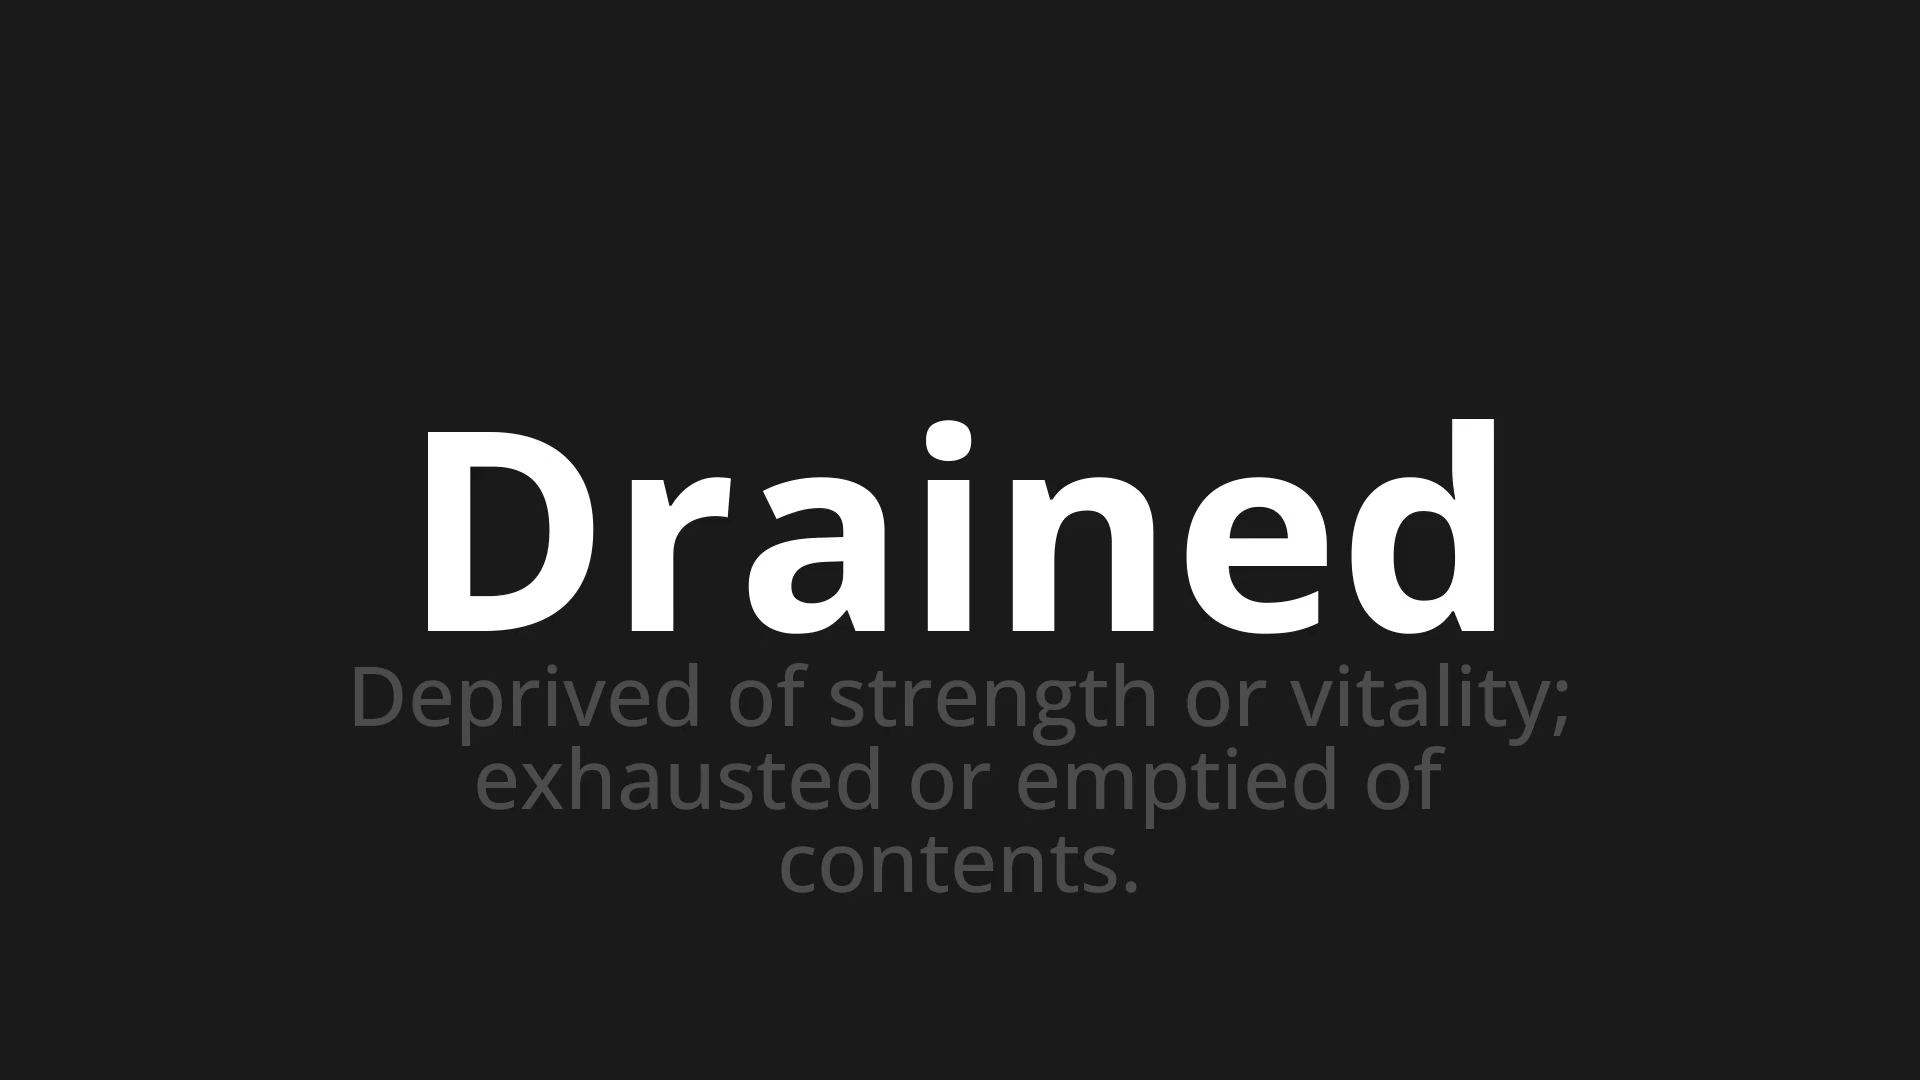 Drained
Deprived of strength or vitality;
exhausted or emptied of
contents.